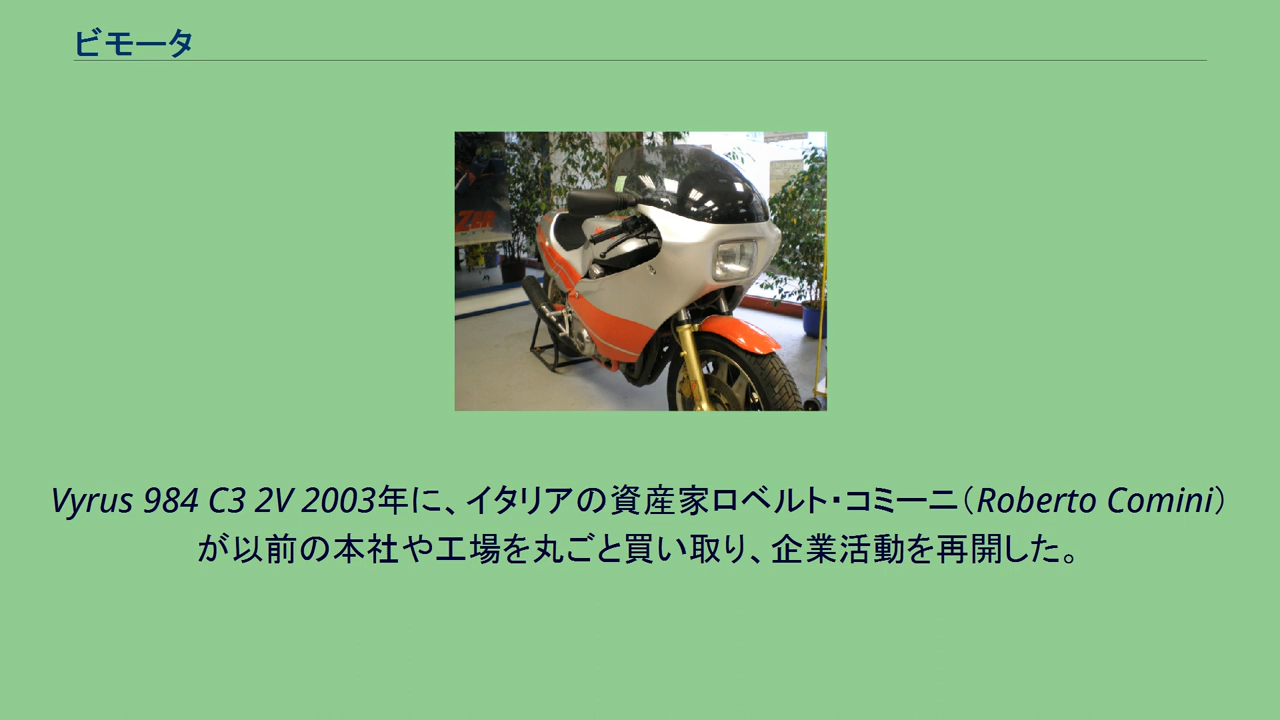 ビモータ
Vyrus 984 C3 2V 2003年に、イタリアの資産家ロベルト・コミーニ（Roberto Comini）
が以前の本社や工場を丸ごと買い取り、企業活動を再開した。